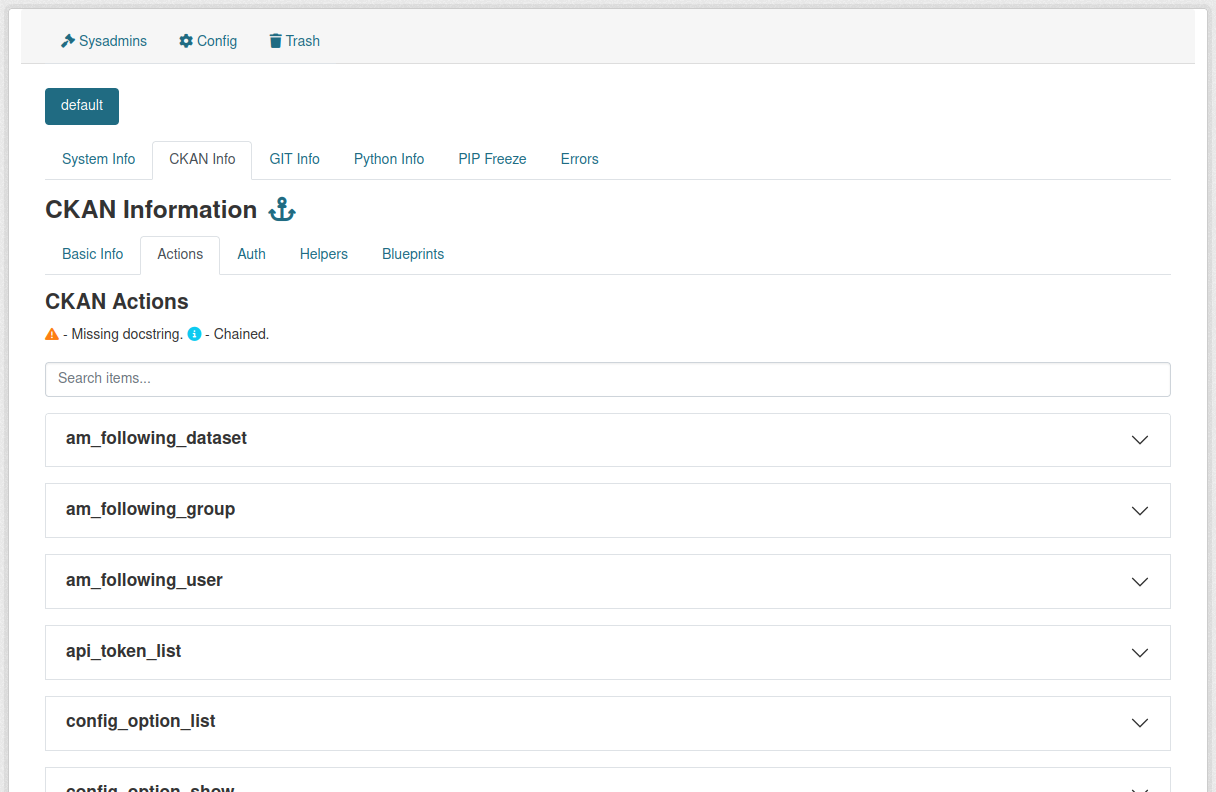 Sysadmins Config Trash
default
System Info CKAN Info GIT Info Python Info PIP Freeze Errors
CKAN Information
Basic Info Actions Auth Helpers Blueprints
CKAN Actions
- Missing docstring. - Chained.
Search items...
am_following_dataset
am_following_group
am_following_user
api_token_list
config_option_list
config_option_show